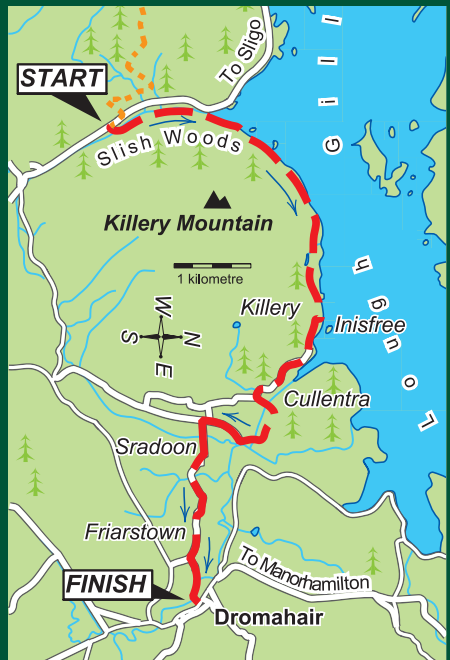 To Sligo
START
Slish Woods
Lough Gill
Killery Mountain
1 kilometre
Killery
W
N
S
E
Inisfree
Cullentra
Sradoon
Friarstown
To Manorhamilton
FINISH
Dromahair